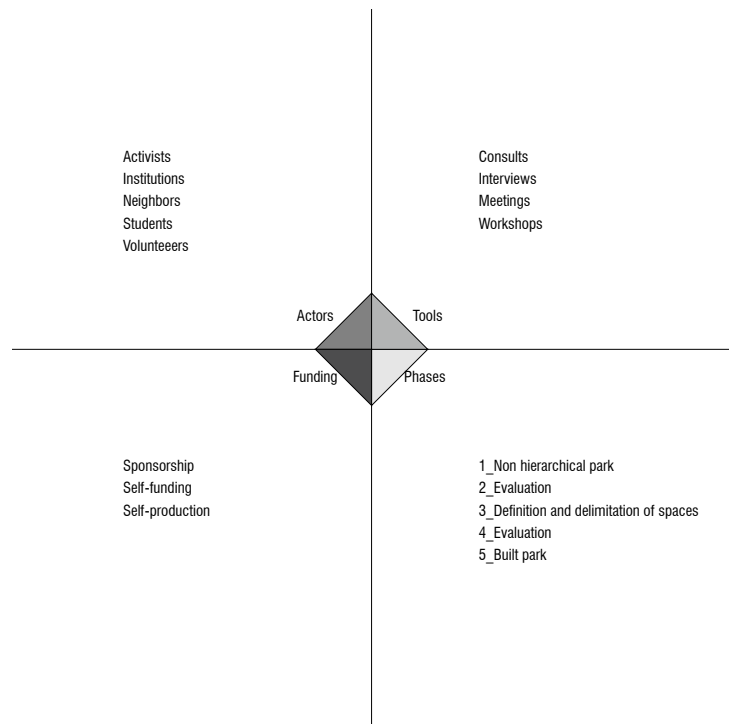 Activists
Institutions
Neighbors
Students
Volunteeers
Consults
Interviews
Meetings
Workshops
Actors
Tools
Funding
Phases
Sponsorship
Self-funding
Self-production
1_Non hierarchical park
2_Evaluation
3_Definition and delimitation of spaces
4_Evaluation
5_Built park